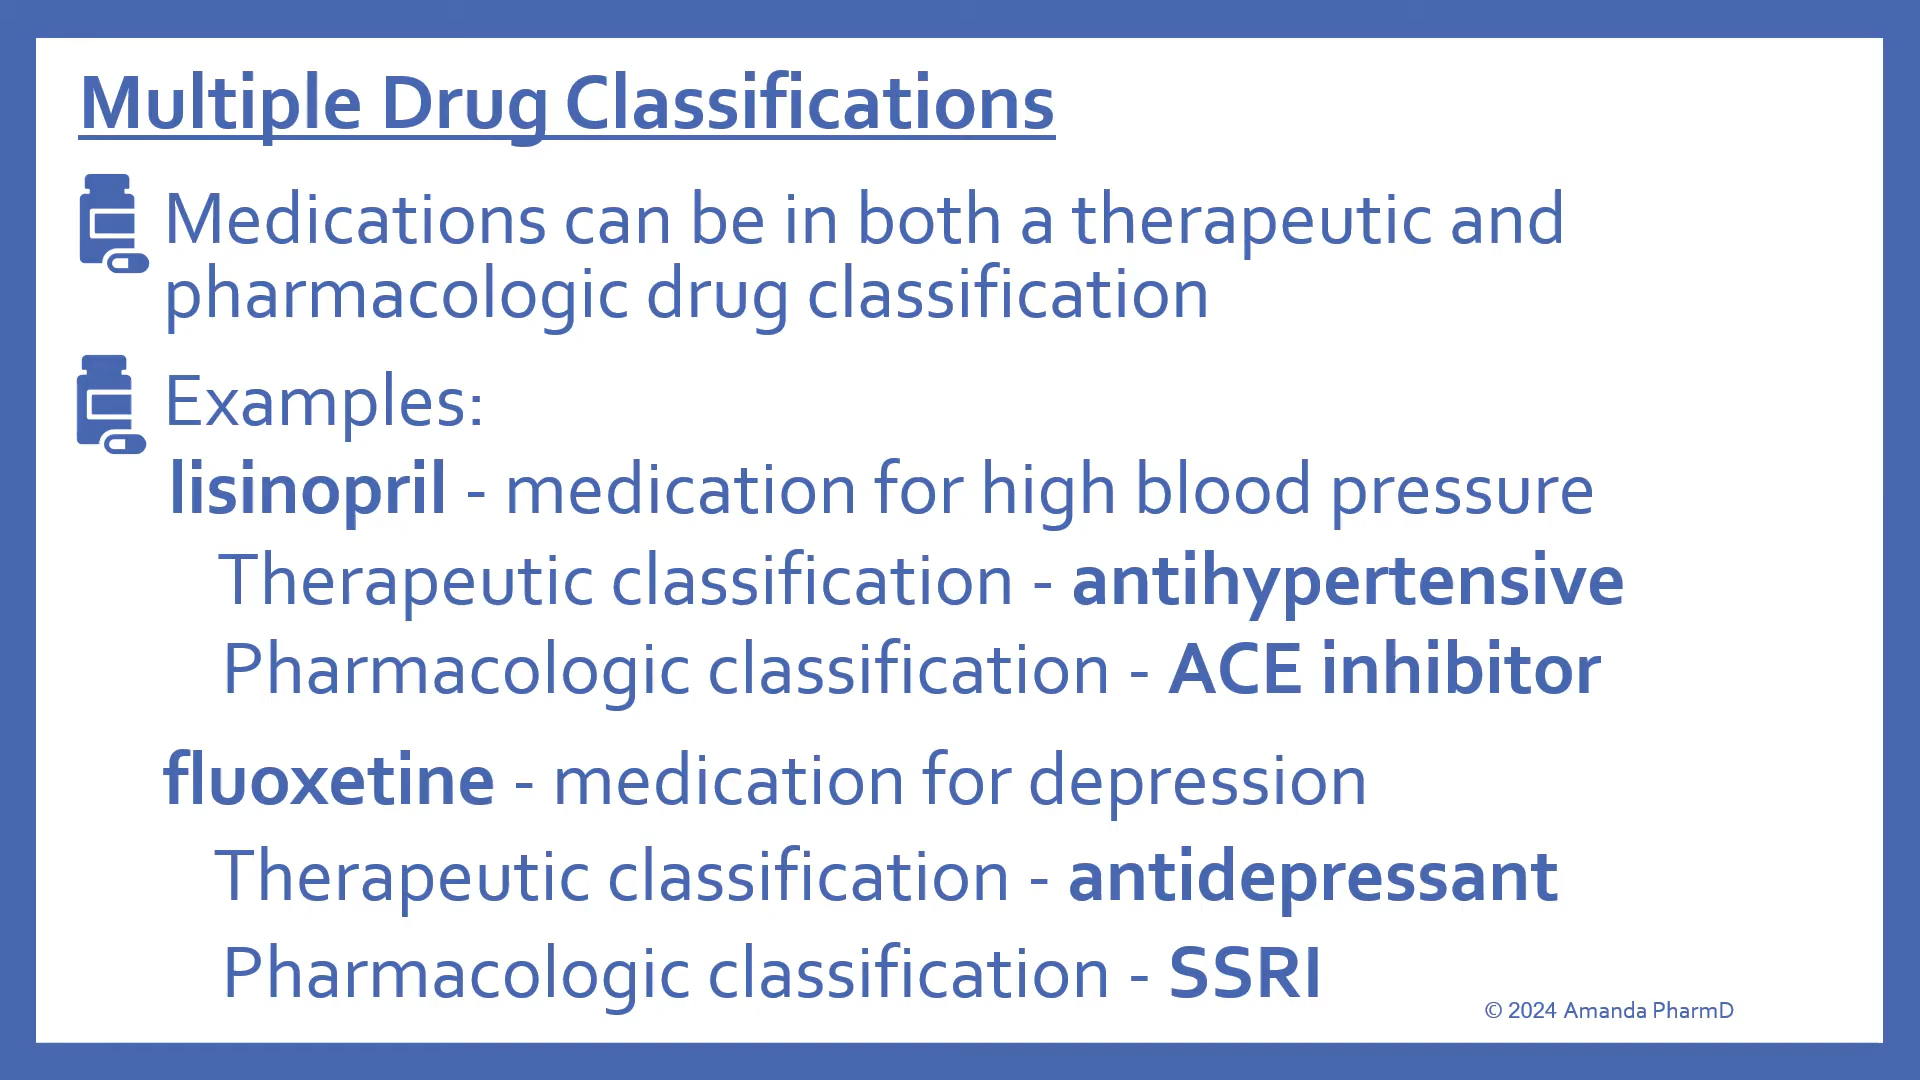 Multiple Drug Classifications
Medications can be in both a therapeutic and
pharmacologic drug classification
Examples:
lisinopril - medication for high blood pressure
Therapeutic classification - antihypertensive
Pharmacologic classification - ACE inhibitor
fluoxetine - medication for depression
Therapeutic classification - antidepressant
Pharmacologic classification - SSRI
© 2024 Amanda PharmD